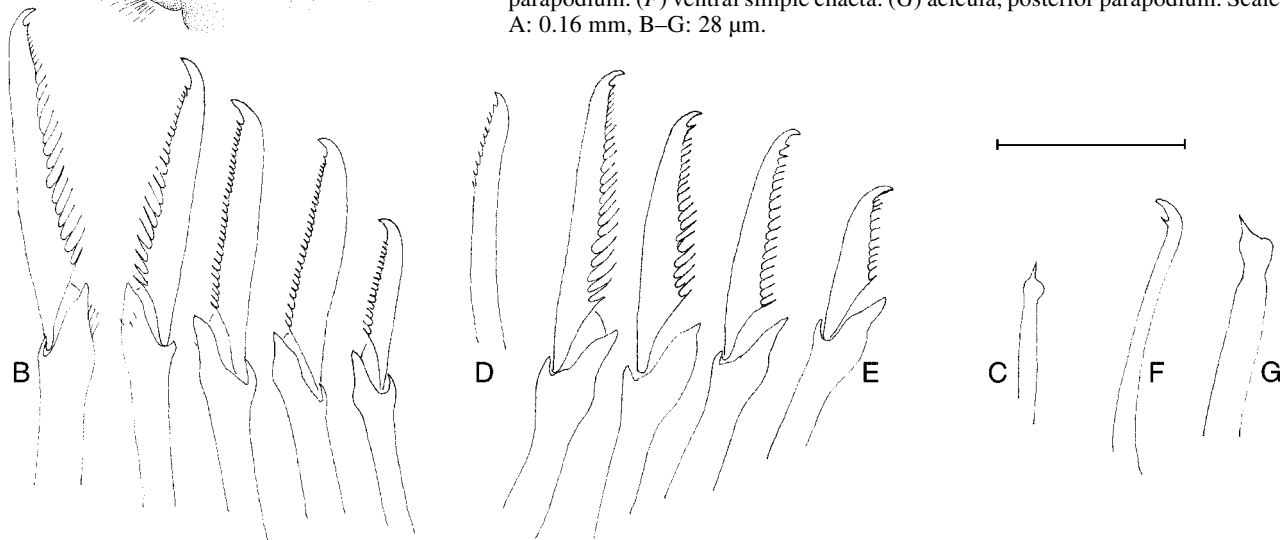 parapodium. (F) ventral simple chaeta. (G) acicula, posterior parapodium. Scale
A: 0.16 mm, B–G: 28 μm.
B D E C F G